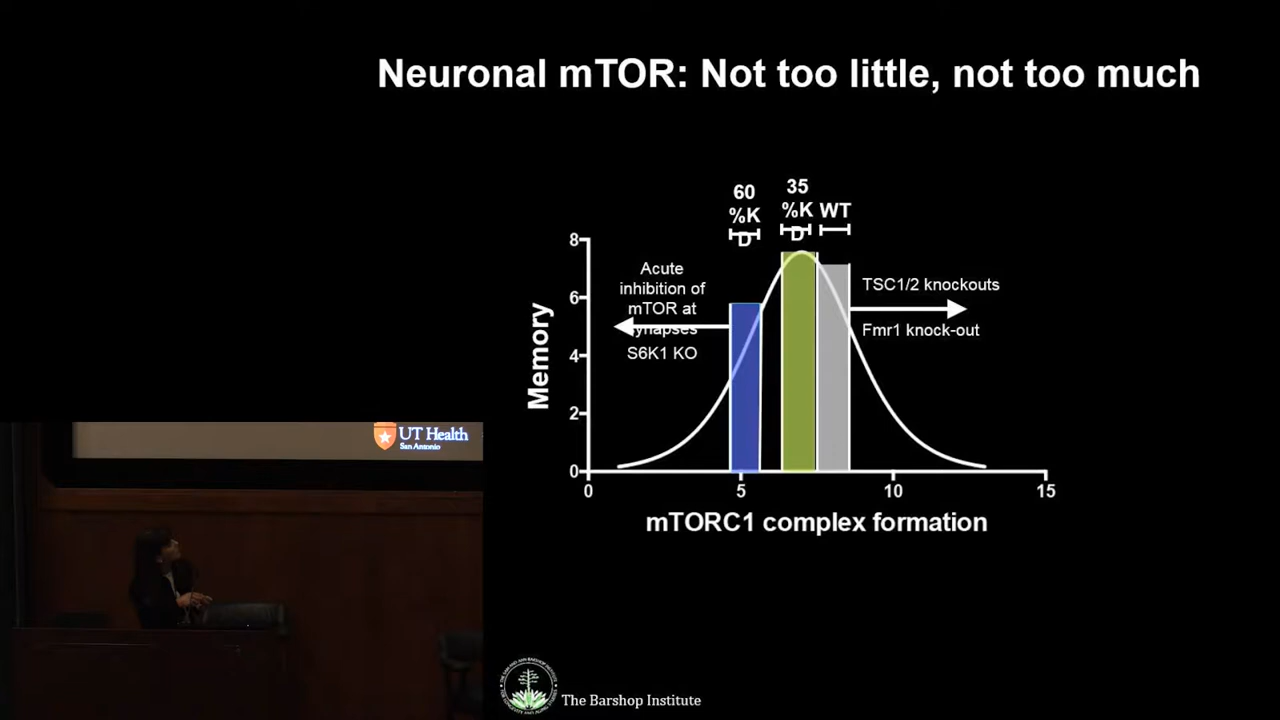 Neuronal mTOR: Not too little, not too much
60
%K
D
35
%K
D
WT
8
6
4
2
0
Memory
Acute
inhibition of
mTOR at
synapses
S6K1 KO
TSC1/2 knockouts
Fmr1 knock-out
0
5
10
15
mTORC1 complex formation
UT Health
San Antonio
The Barshop Institute